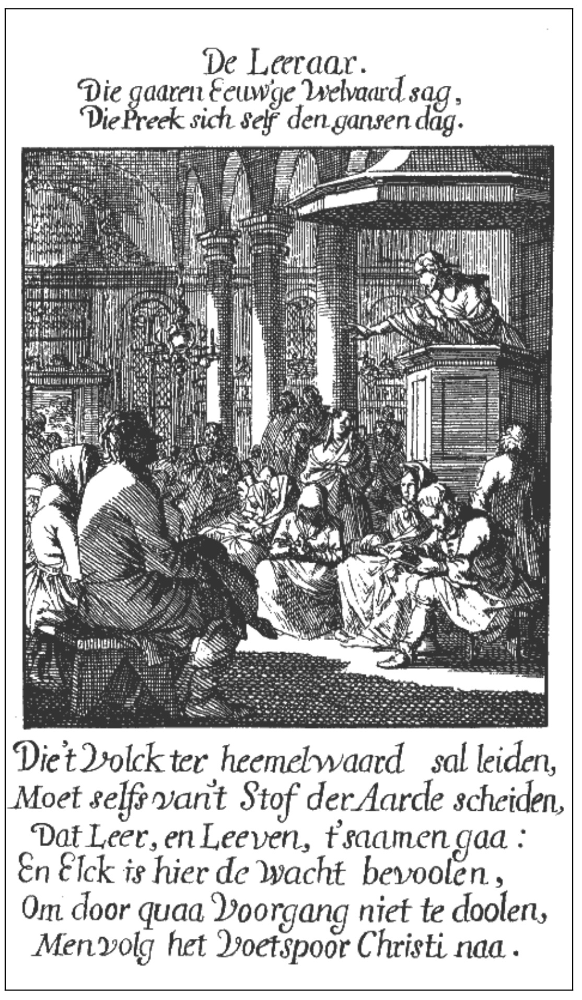 De Leeraar.
Die gaaren Eeuw'ge Welvaard sag,
Die Preek sich self den gansen dag.
Die't Volck ter heemelwaard sal leiden,
Moet selfs van't Stof der Aarde scheiden,
Dat Leer, en Leeven, t'saamen gaa :
En Elck is hier de wacht bevoolen,
Om door quaa Voorgang niet te doolen,
Men volg het Voetspoor Christi naa.